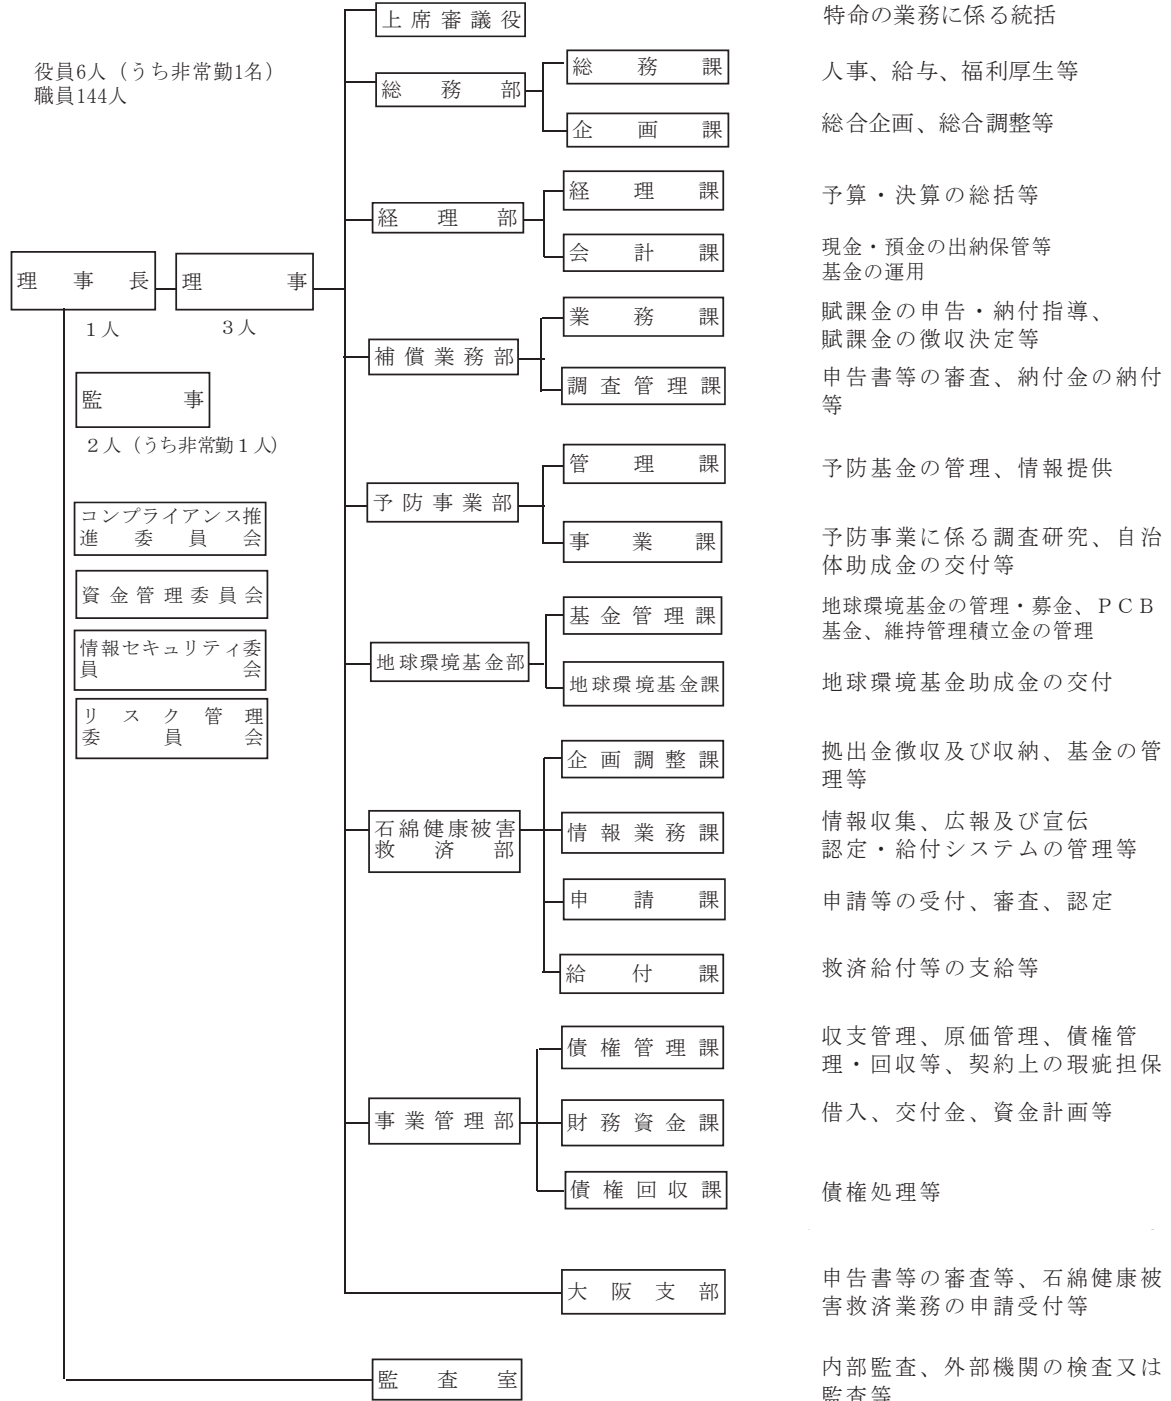 上席審議役
特命の業務に係る統括
役員6人（うち非常勤1名）
職員144人
総務部
総務課
人事、給与、福利厚生等
企画課
総合企画、総合調整等
経理部
経理課
予算・決算の総括等
会計課
現金・預金の出納保管等
基金の運用
理事長
1人
理事
3人
監事
2人（うち非常勤1人）
補償業務部
業務課
賦課金の申告・納付指導、
賦課金の徴収決定等
調査管理課
申告書等の審査、納付金の納付
等
予防事業部
管理課
予防基金の管理、情報提供
事業課
予防事業に係る調査研究、自治
体助成金の交付等
コンプライアンス推
進委員会
資金管理委員会
情報セキュリティ委
員会
リスク管理
委員会
地球環境基金部
基金管理課
地球環境基金の管理・募金、ＰＣＢ
基金、維持管理積立金の管理
地球環境基金課
地球環境基金助成金の交付
石綿健康被害
救済部
企画調整課
拠出金徴収及び収納、基金の管
理等
情報業務課
情報収集、広報及び宣伝
認定・給付システムの管理等
申請課
申請等の受付、審査、認定
給付課
救済給付等の支給等
事業管理部
債権管理課
収支管理、原価管理、債権管
理・回収等、契約上の瑕疵担保
財務資金課
借入、交付金、資金計画等
債権回収課
債権処理等
大阪支部
申告書等の審査等、石綿健康被
害救済業務の申請受付等
監査室
内部監査、外部機関の検査又は
監査等